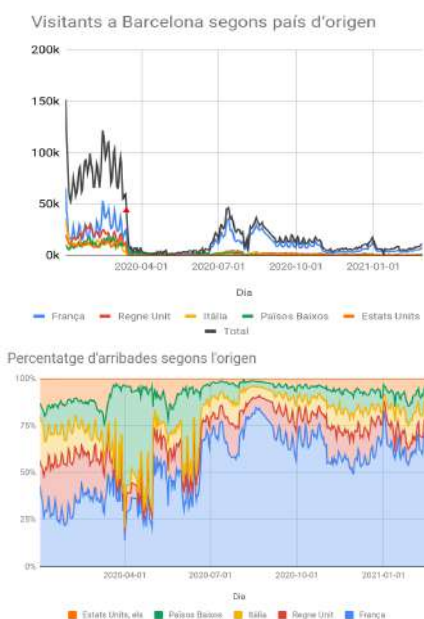 Visitants a Barcelona segons país d'origen
200k
150k
100k
50k
0k
2020-04-01 2020-07-01 2020-10-01 2021-01-01
Dia
França Regne Unit Itàlia Països Baixos Estats Units
Total
Percentatge d'arribades segons l'origen
100%
75%
50%
25%
0%
2020-04-01 2020-07-01 2020-10-01 2021-01-01
Dia
Estats Units, els Països Baixos Itàlia Regne Unit França